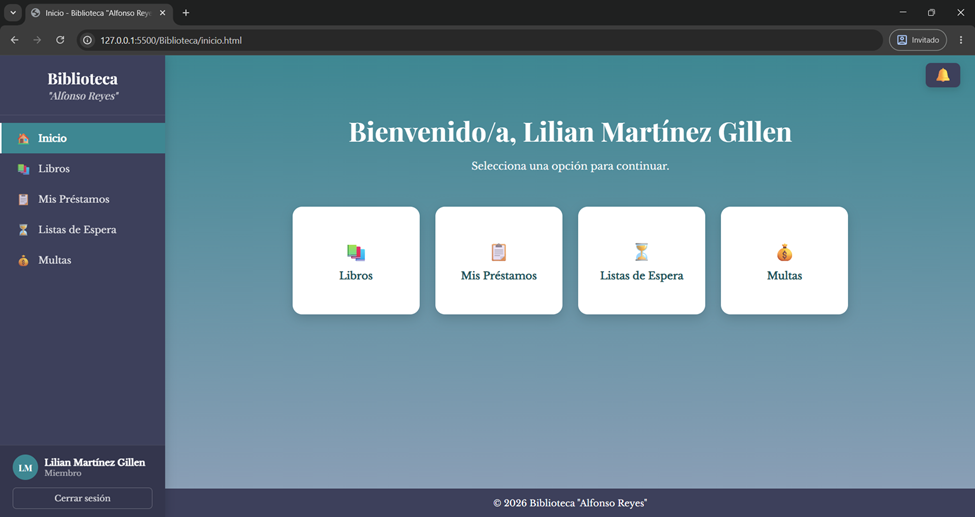 Inicio - Biblioteca "Alfonso Rey
127.0.0.1:5500/Biblioteca/inicio.html
Invitado
Biblioteca
"Alfonso Reyes"
Inicio
Libros
Mis Préstamos
Listas de Espera
Multas
LM
Lilian Martínez Gillen
Miembro
Cerrar sesión
Bienvenido/a, Lilian Martínez Gillen
Selecciona una opción para continuar.
Libros
Mis Préstamos
Listas de Espera
Multas
© 2026 Biblioteca "Alfonso Reyes"